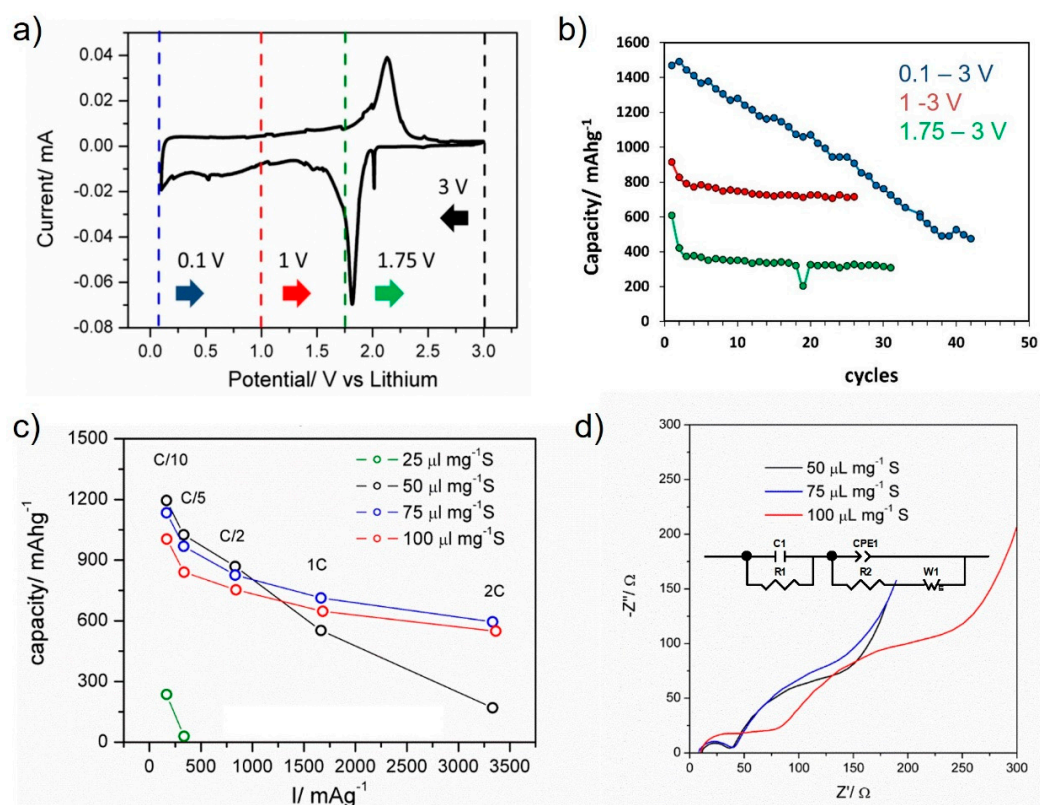 a)
Current/ mA
0.04
0.02
0.00
-0.02
-0.04
-0.06
-0.08
3 V
0.1 V
1 V
1.75 V
0.0
0.5
1.0
1.5
2.0
2.5
3.0
Potential/ V vs Lithium
b)
Capacity/ mAhg⁻¹
1600
1400
1200
1000
800
600
400
200
0
0.1 – 3 V
1 -3 V
1.75 – 3 V
0
10
20
30
40
50
cycles
c)
capacity/ mAhg⁻¹
1500
1200
900
600
300
0
C/10
C/5
C/2
1C
2C
25 µl mg⁻¹S
50 µl mg⁻¹S
75 µl mg⁻¹S
100 µl mg⁻¹S
0
500
1000
1500
2000
2500
3000
3500
I/ mAg⁻¹
d)
-Z''/ Ω
300
250
200
150
100
50
0
50 µL mg⁻¹ S
75 µL mg⁻¹ S
100 µL mg⁻¹ S
C1
R1
CPE1
R2
W1
0
50
100
150
200
250
300
Z'/ Ω